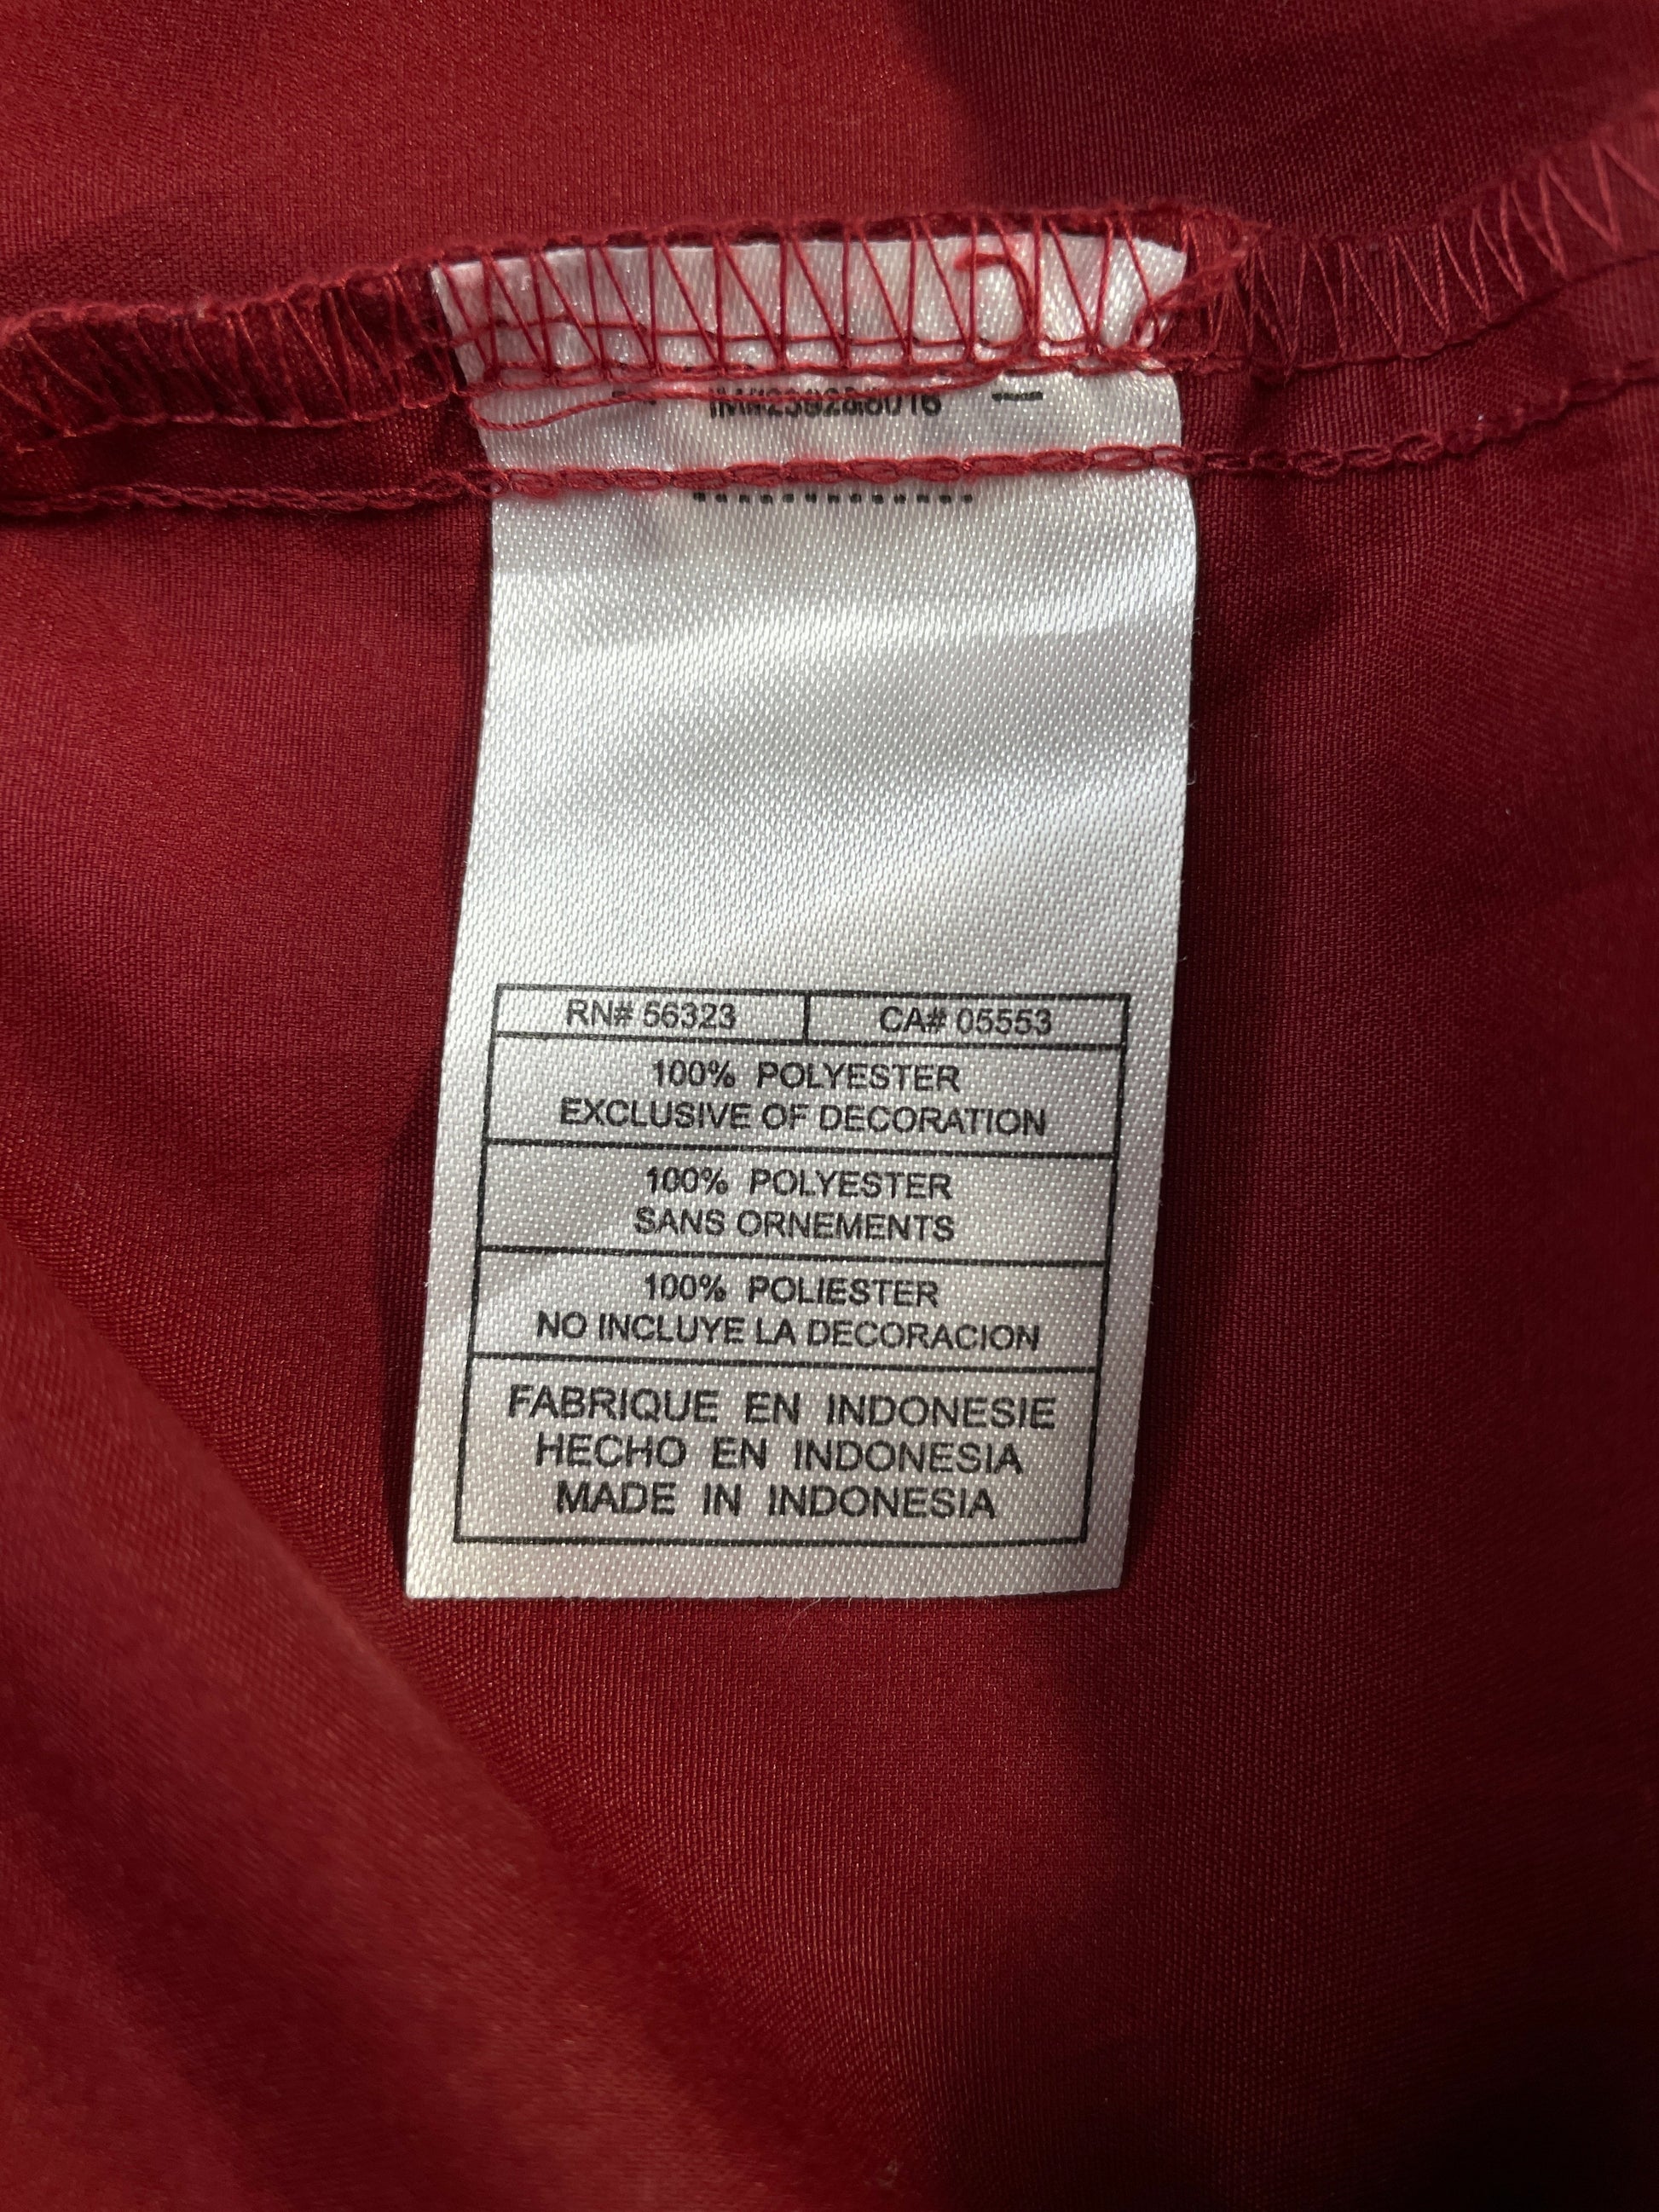 RN# 56323 CA# 05553
100% POLYESTER
EXCLUSIVE OF DECORATION
100% POLYESTER
SANS ORNEMENTS
100% POLIESTER
NO INCLUYE LA DECORACION
FABRIQUE EN INDONESIE
HECHO EN INDONESIA
MADE IN INDONESIA